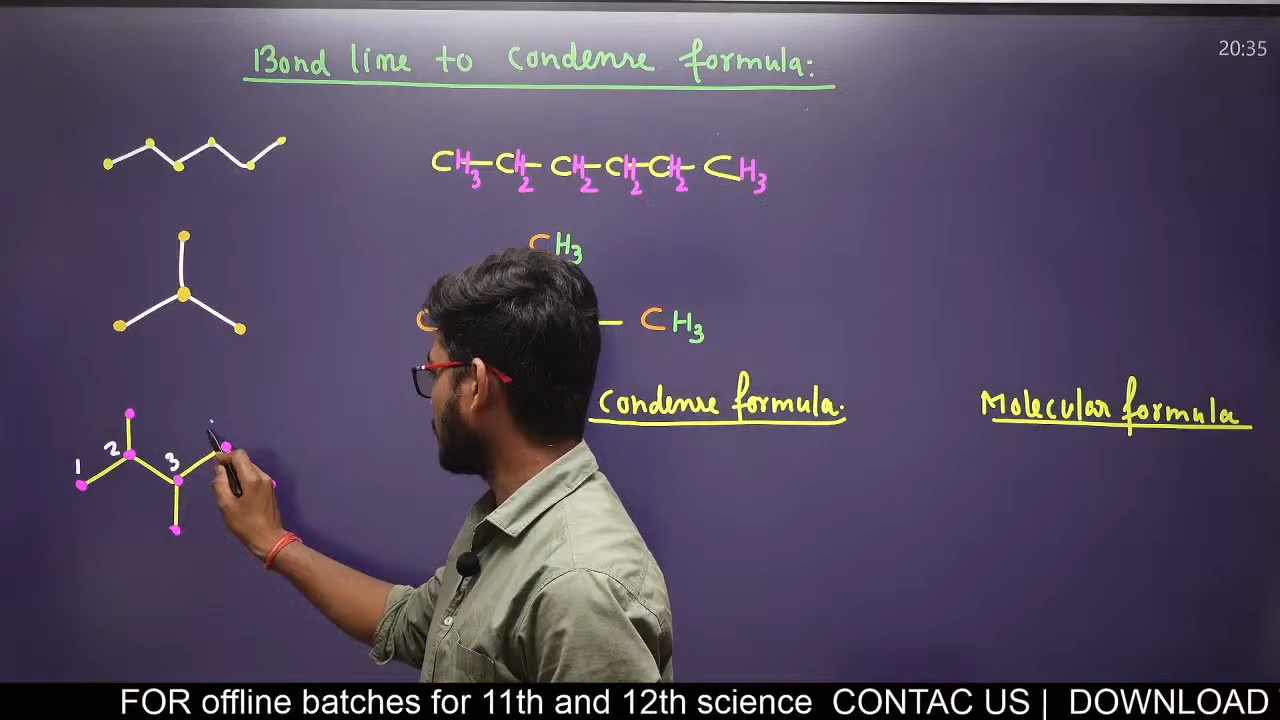 20:35
Bond lime to condense formula:
CH3-CH2-CH2-CH2-CH2-CH3
CH3
C - CH3
Condense formula.
Molecular formula
1 2 3
FOR offline batches for 11th and 12th science CONTAC US | DOWNLOAD